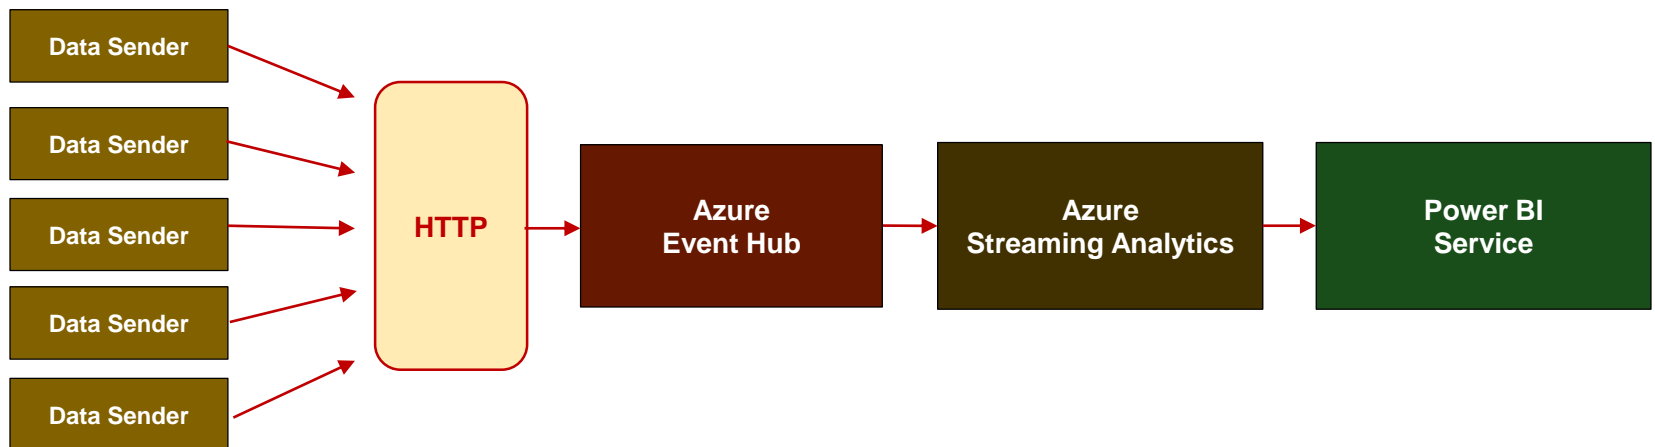 Data Sender
Data Sender
Data Sender
Data Sender
Data Sender
HTTP
Azure
Event Hub
Azure
Streaming Analytics
Power BI
Service